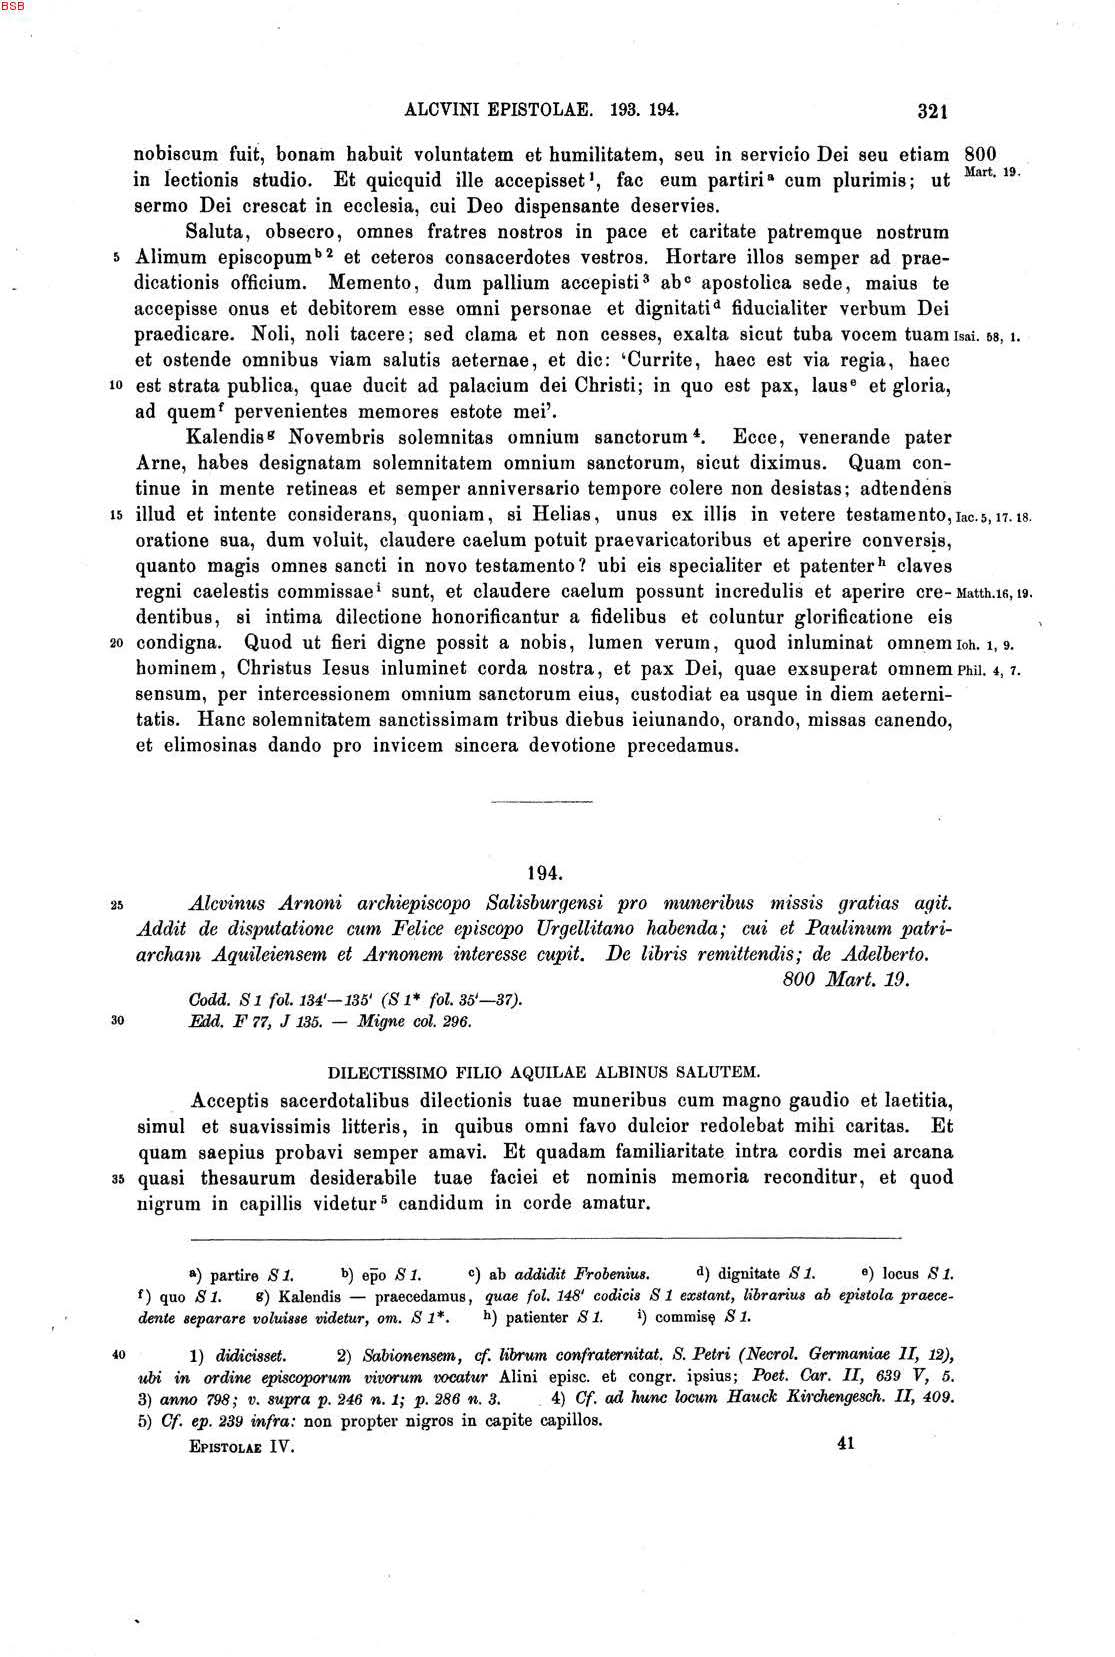 BSB
ALCVINI EPISTOLAE. 193. 194. 321
nobiscum fuit, bonam habuit voluntatem et humilitatem, seu in servicio Dei seu etiam 800
in lectionis studio. Et quicquid ille accepisset¹, fac eum partiriᵃ cum plurimis; ut Mart. 19.
sermo Dei crescat in ecclesia, cui Deo dispensante deservies.
Saluta, obsecro, omnes fratres nostros in pace et caritate patremque nostrum
5 Alimum episcopumᵇ ² et ceteros consacerdotes vestros. Hortare illos semper ad prae-
dicationis officium. Memento, dum pallium accepisti³ abᶜ apostolica sede, maius te
accepisse onus et debitorem esse omni personae et dignitatiᵈ fiducialiter verbum Dei
praedicare. Noli, noli tacere; sed clama et non cesses, exalta sicut tuba vocem tuam Isai. 58, 1.
et ostende omnibus viam salutis aeternae, et dic: ‘Currite, haec est via regia, haec
10 est strata publica, quae ducit ad palacium dei Christi; in quo est pax, lausᵉ et gloria,
ad quemᶠ pervenientes memores estote mei’.
Kalendisᵍ Novembris solemnitas omnium sanctorum⁴. Ecce, venerande pater
Arne, habes designatam solemnitatem omnium sanctorum, sicut diximus. Quam con-
tinue in mente retineas et semper anniversario tempore colere non desistas; adtendens
15 illud et intente considerans, quoniam, si Helias, unus ex illis in vetere testamento, Iac. 5, 17. 18.
oratione sua, dum voluit, claudere caelum potuit praevaricatoribus et aperire conversis,
quanto magis omnes sancti in novo testamento? ubi eis specialiter et patenterʰ claves
regni caelestis commissaeⁱ sunt, et claudere caelum possunt incredulis et aperire cre- Matth. 16, 19.
dentibus, si intima dilectione honorificantur a fidelibus et coluntur glorificatione eis
20 condigna. Quod ut fieri digne possit a nobis, lumen verum, quod inluminat omnem Ioh. 1, 9.
hominem, Christus Iesus inluminet corda nostra, et pax Dei, quae exsuperat omnem Phil. 4, 7.
sensum, per intercessionem omnium sanctorum eius, custodiat ea usque in diem aeterni-
tatis. Hanc solemnitatem sanctissimam tribus diebus ieiunando, orando, missas canendo,
et elimosinas dando pro invicem sincera devotione precedamus.
194.
25 Alcvinus Arnoni archiepiscopo Salisburgensi pro muneribus missis gratias agit.
Addit de disputatione cum Felice episcopo Urgellitano habenda; cui et Paulinum patri-
archam Aquileiensem et Arnonem interesse cupit. De libris remittendis; de Adelberto.
800 Mart. 19.
Codd. S 1 fol. 134'—135' (S 1* fol. 35'—37).
30 Edd. F 77, J 135. — Migne col. 296.
DILECTISSIMO FILIO AQUILAE ALBINUS SALUTEM.
Acceptis sacerdotalibus dilectionis tuae muneribus cum magno gaudio et laetitia,
simul et suavissimis litteris, in quibus omni favo dulcior redolebat mihi caritas. Et
quam saepius probavi semper amavi. Et quadam familiaritate intra cordis mei arcana
35 quasi thesaurum desiderabile tuae faciei et nominis memoria reconditur, et quod
nigrum in capillis videtur⁵ candidum in corde amatur.
ᵃ) partire S 1. ᵇ) ep̅o S 1. ᶜ) ab addidit Frobenius. ᵈ) dignitate S 1. ᵉ) locus S 1.
ᶠ) quo S 1. ᵍ) Kalendis — praecedamus, quae fol. 148' codicis S 1 exstant, librarius ab epistola praece-
dente separare voluisse videtur, om. S 1*. ʰ) patienter S 1. ⁱ) commisę S 1.
40 1) didicisset. 2) Sabionensem, cf. librum confraternitat. S. Petri (Necrol. Germaniae II, 12),
ubi in ordine episcoporum vivorum vocatur Alini episc. et congr. ipsius; Poet. Car. II, 639 V, 5.
3) anno 798; v. supra p. 246 n. 1; p. 286 n. 3. 4) Cf. ad hunc locum Hauck Kirchengesch. II, 409.
5) Cf. ep. 239 infra: non propter nigros in capite capillos.
EPISTOLAE IV. 41